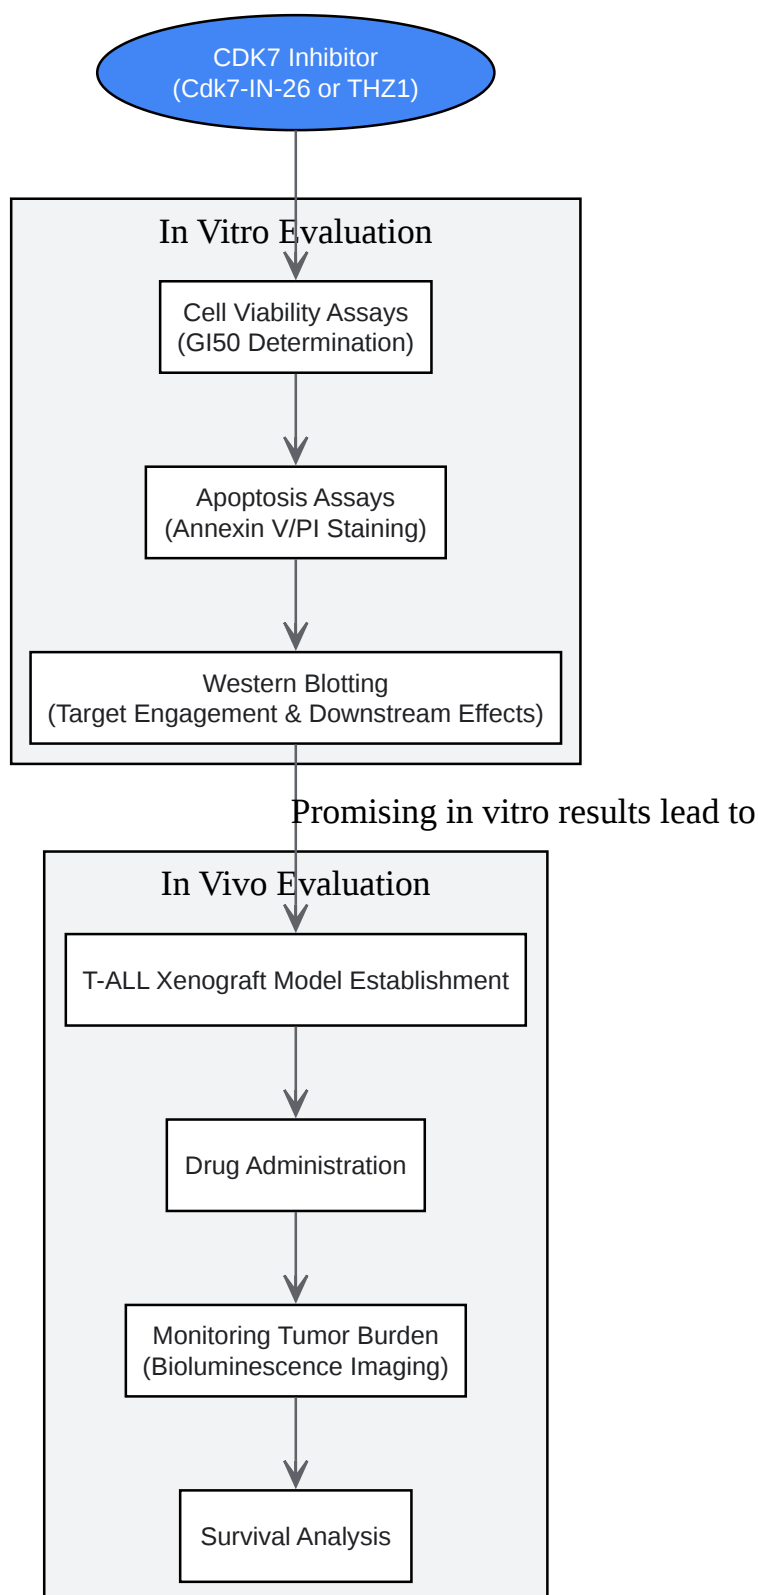 CDK7 Inhibitor
(Cdk7-IN-26 or THZ1)
In Vitro Evaluation
Cell Viability Assays
(GI50 Determination)
Apoptosis Assays
(Annexin V/PI Staining)
Western Blotting
(Target Engagement & Downstream Effects)
Promising in vitro results lead to
In Vivo Evaluation
T-ALL Xenograft Model Establishment
Drug Administration
Monitoring Tumor Burden
(Bioluminescence Imaging)
Survival Analysis